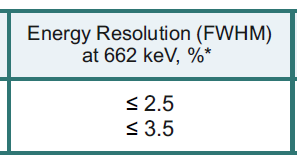 Energy Resolution (FWHM)
at 662 keV, %*
≤ 2.5
≤ 3.5